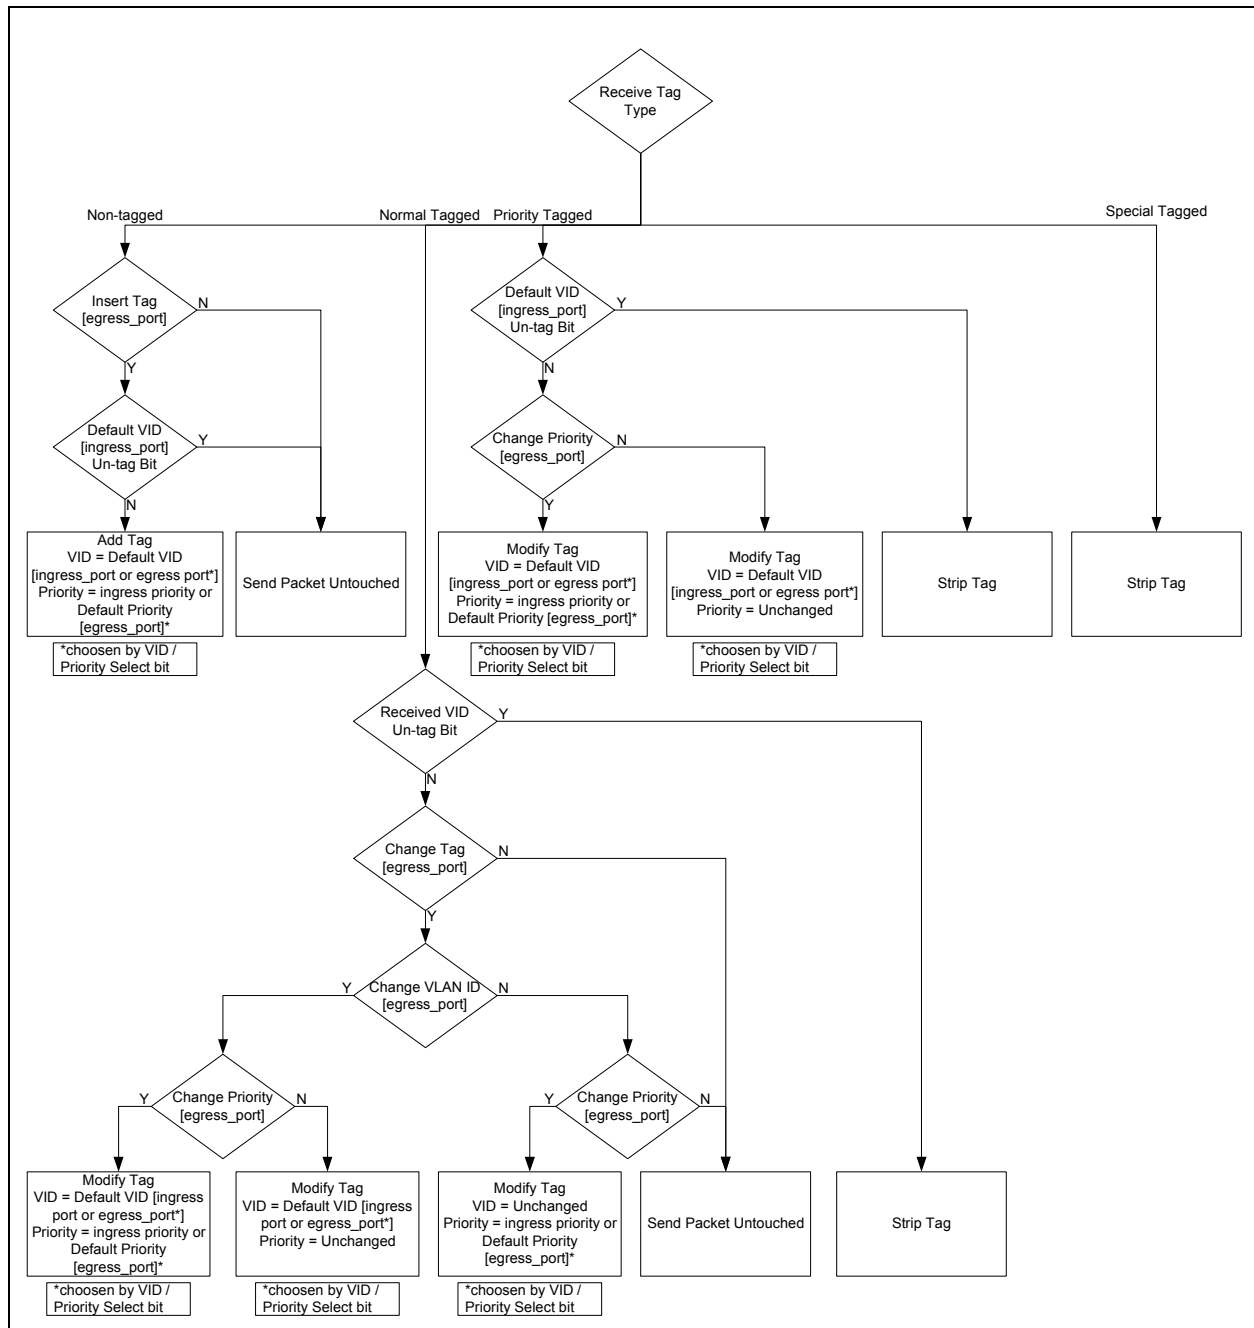 Receive Tag
Type
Non-tagged
Normal Tagged
Priority Tagged
Special Tagged
Insert Tag
[egress_port]
N
Y
Default VID
[ingress_port]
Un-tag Bit
Y
N
Default VID
[ingress_port]
Un-tag Bit
Y
N
Change Priority
[egress_port]
N
Y
Add Tag
VID = Default VID
[ingress_port or egress port*]
Priority = ingress priority or
Default Priority
[egress_port]*
*choosen by VID /
Priority Select bit
Send Packet Untouched
Modify Tag
VID = Default VID
[ingress_port or egress port*]
Priority = ingress priority or
Default Priority [egress_port]*
*choosen by VID /
Priority Select bit
Modify Tag
VID = Default VID
[ingress_port or egress port*]
Priority = Unchanged
*choosen by VID /
Priority Select bit
Strip Tag
Strip Tag
Received VID
Un-tag Bit
Y
N
Change Tag
[egress_port]
N
Y
Change VLAN ID
[egress_port]
Y
N
Change Priority
[egress_port]
Y
N
Change Priority
[egress_port]
Y
N
Modify Tag
VID = Default VID [ingress
port or egress_port*]
Priority = ingress priority or
Default Priority
[egress_port]*
*choosen by VID /
Priority Select bit
Modify Tag
VID = Default VID [ingress
port or egress_port*]
Priority = Unchanged
*choosen by VID /
Priority Select bit
Modify Tag
VID = Unchanged
Priority = ingress priority or
Default Priority
[egress_port]*
*choosen by VID /
Priority Select bit
Send Packet Untouched
Strip Tag